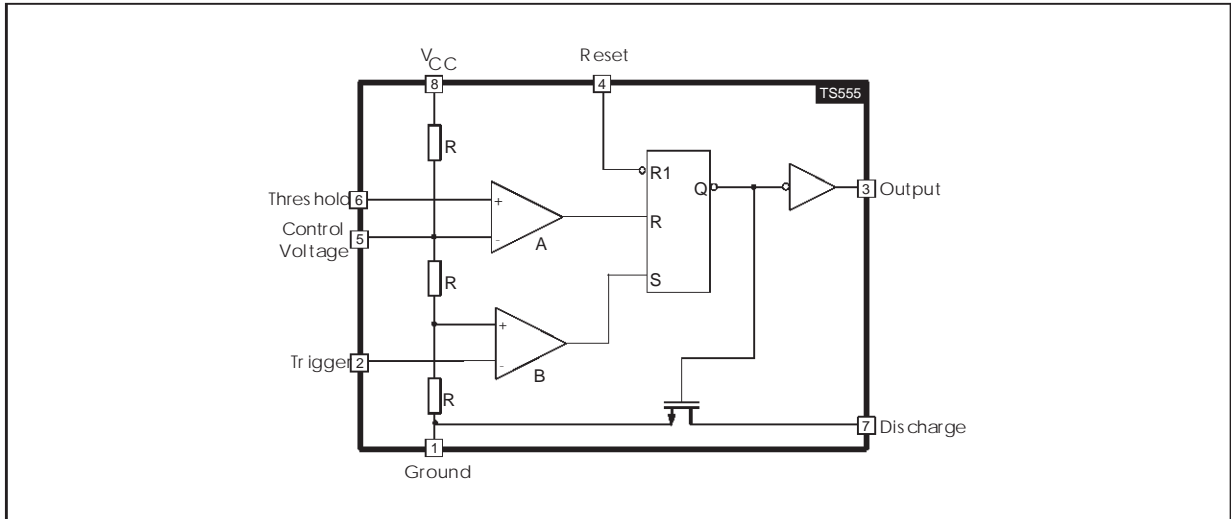 VCC
Reset
8
4
TS555
R
R1
Threshold
6
+
Q
3
Output
Control
Voltage
5
-
A
R
R
S
+
Trigger
2
-
B
R
7
Discharge
1
Ground